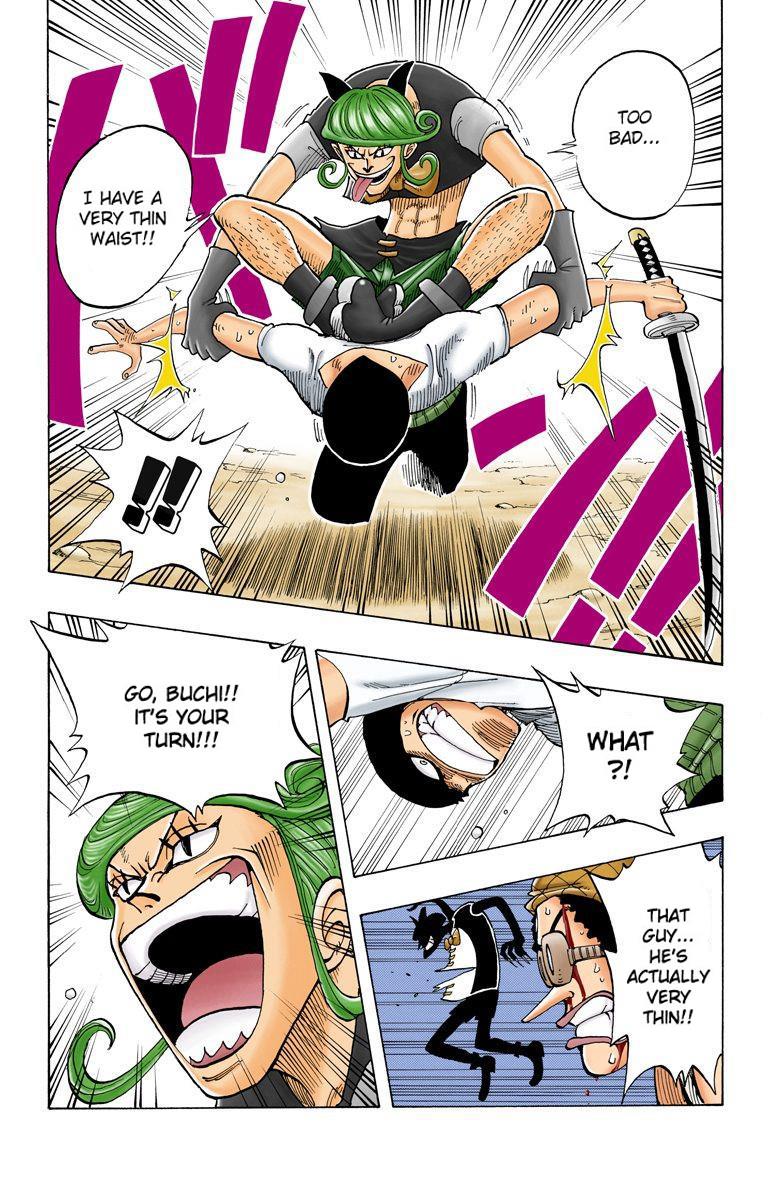 TOO
BAD...
I HAVE A
VERY THIN
WAIST!!
!!
GO, BUCHI!!
IT'S YOUR
TURN!!!
WHAT
?!
THAT
GUY...
HE'S
ACTUALLY
VERY
THIN!!